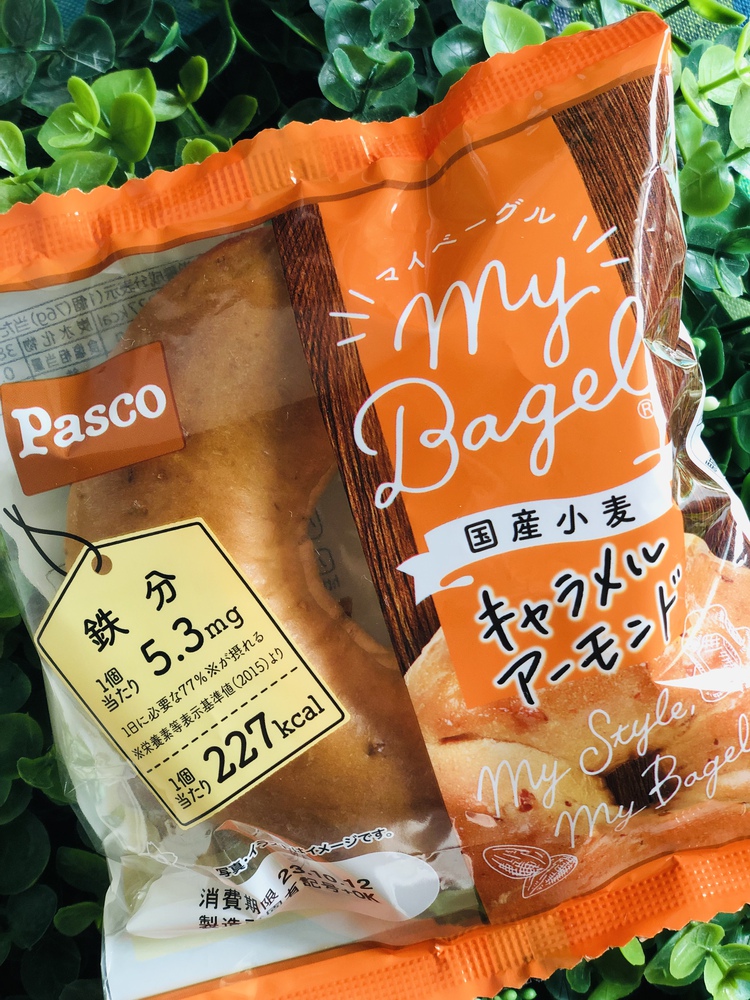 マイベーグル
My
Bagel®
国産小麦
キャラメル
アーモンド
My Style,
My Bagel
Pasco
鉄分
1個
当たり 5.3mg
1日に必要な77%※が摂れる
※栄養素等表示基準値(2015)より
1個
当たり 227kcal
イメージです。
消費期限 23.10.12